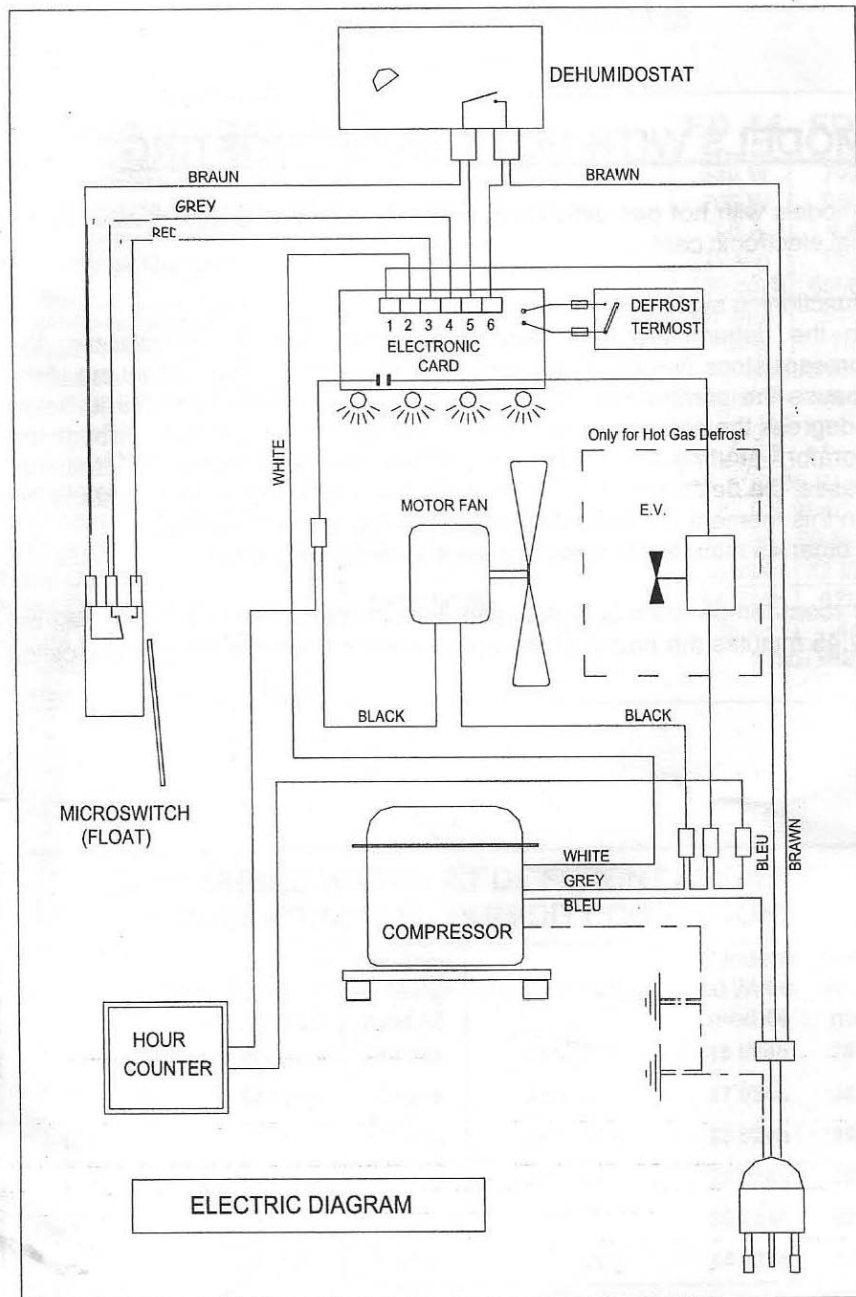 DEHUMIDOSTAT
BRAUN
BRAWN
GREY
RED
1 2 3 4 5 6
ELECTRONIC
CARD
DEFROST
TERMOST
WHITE
Only for Hot Gas Defrost
MOTOR FAN
E.V.
BLACK
BLACK
MICROSWITCH
(FLOAT)
BLEU
BRAWN
WHITE
GREY
BLEU
COMPRESSOR
HOUR
COUNTER
ELECTRIC DIAGRAM